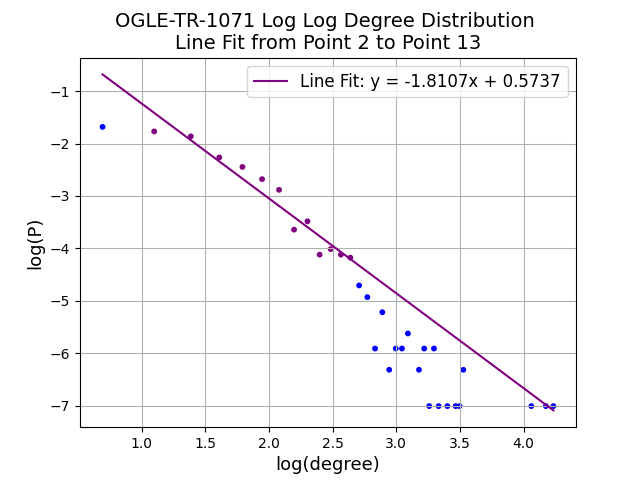 OGLE-TR-1071 Log Log Degree Distribution
Line Fit from Point 2 to Point 13
Line Fit: y = -1.8107x + 0.5737
log(P)
−1
−2
−3
−4
−5
−6
−7
1.0 1.5 2.0 2.5 3.0 3.5 4.0
log(degree)